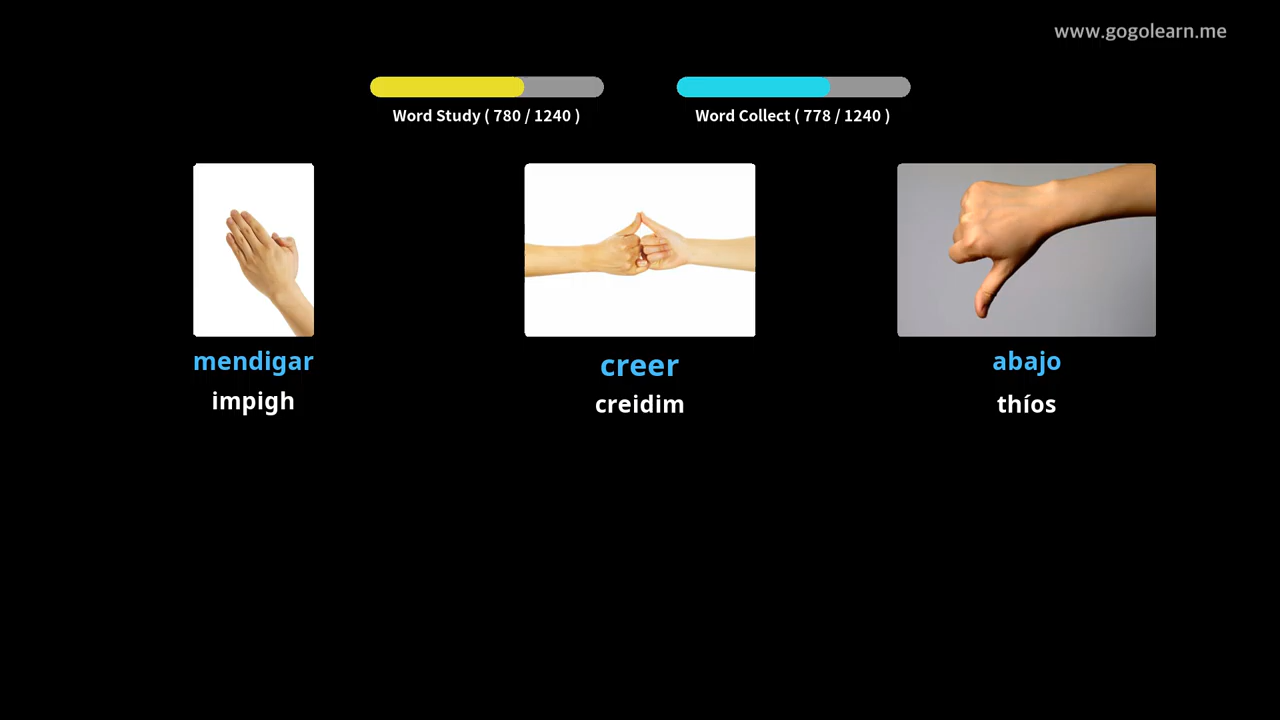 www.gogolearn.me
Word Study ( 780 / 1240 )
Word Collect ( 778 / 1240 )
mendigar
impigh
creer
creidim
abajo
thíos